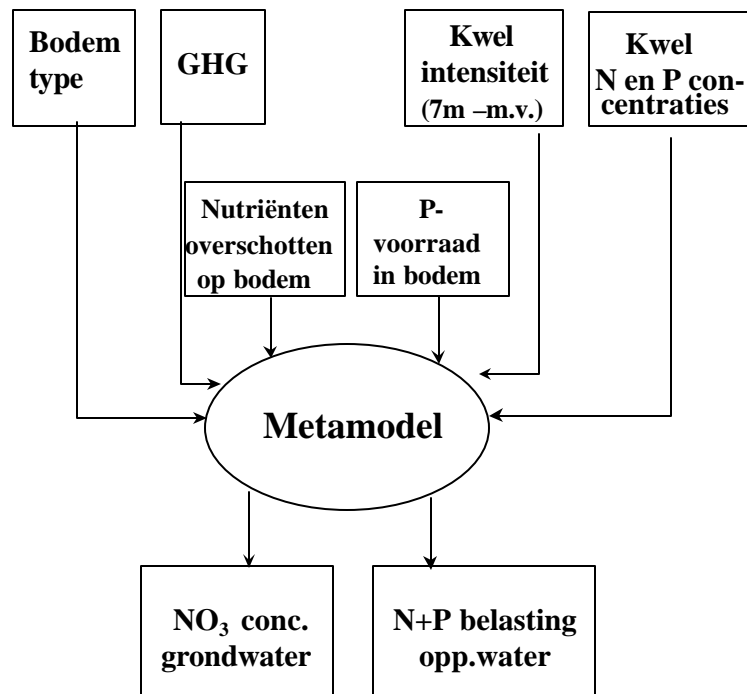 Bodem
type
GHG
Kwel
intensiteit
(7m –m.v.)
Kwel
N en P con-
centraties
Nutriënten
overschotten
op bodem
P-
voorraad
in bodem
Metamodel
NO₃ conc.
grondwater
N+P belasting
opp.water